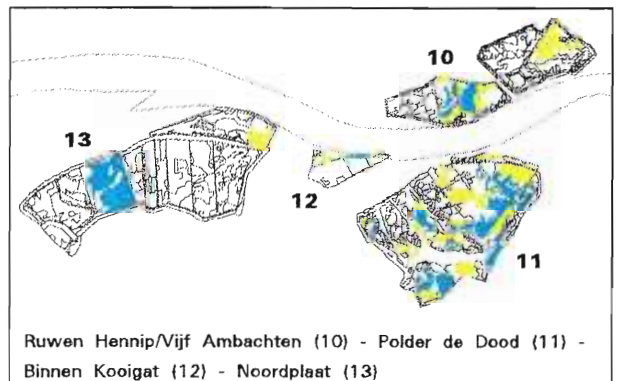 10
13
12
11
Ruwen Hennip/Vijf Ambachten (10) - Polder de Dood (11) -
Binnen Kooigat (12) - Noordplaat (13)